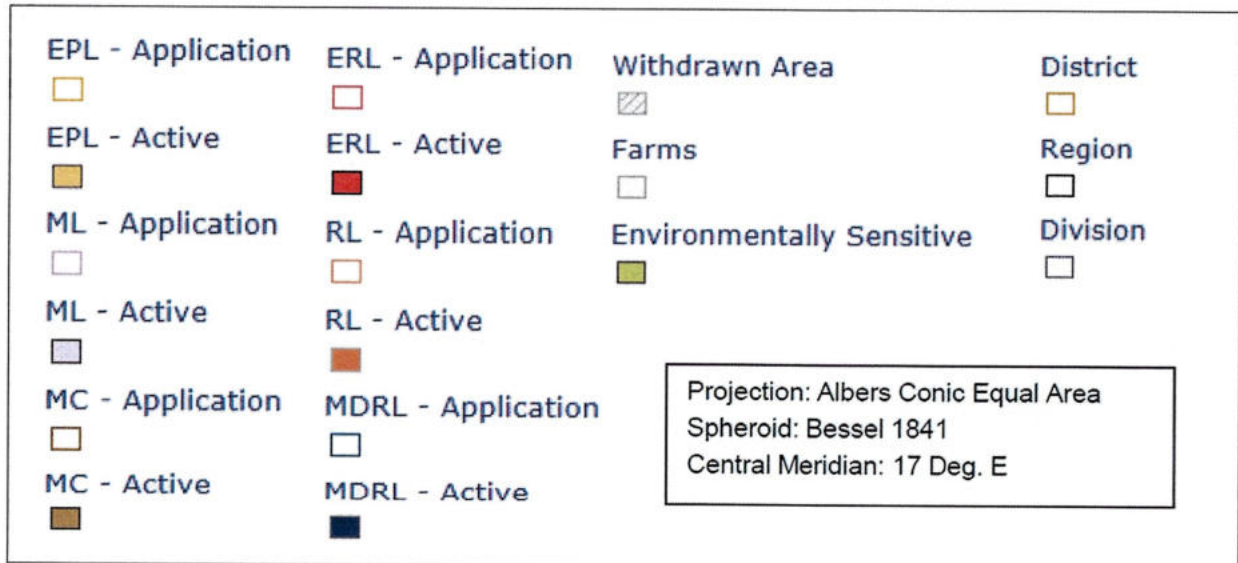 EPL - Application
EPL - Active
ML - Application
ML - Active
MC - Application
MC - Active
ERL - Application
ERL - Active
RL - Application
RL - Active
MDRL - Application
MDRL - Active
Withdrawn Area
Farms
Environmentally Sensitive
District
Region
Division
Projection: Albers Conic Equal Area
Spheroid: Bessel 1841
Central Meridian: 17 Deg. E